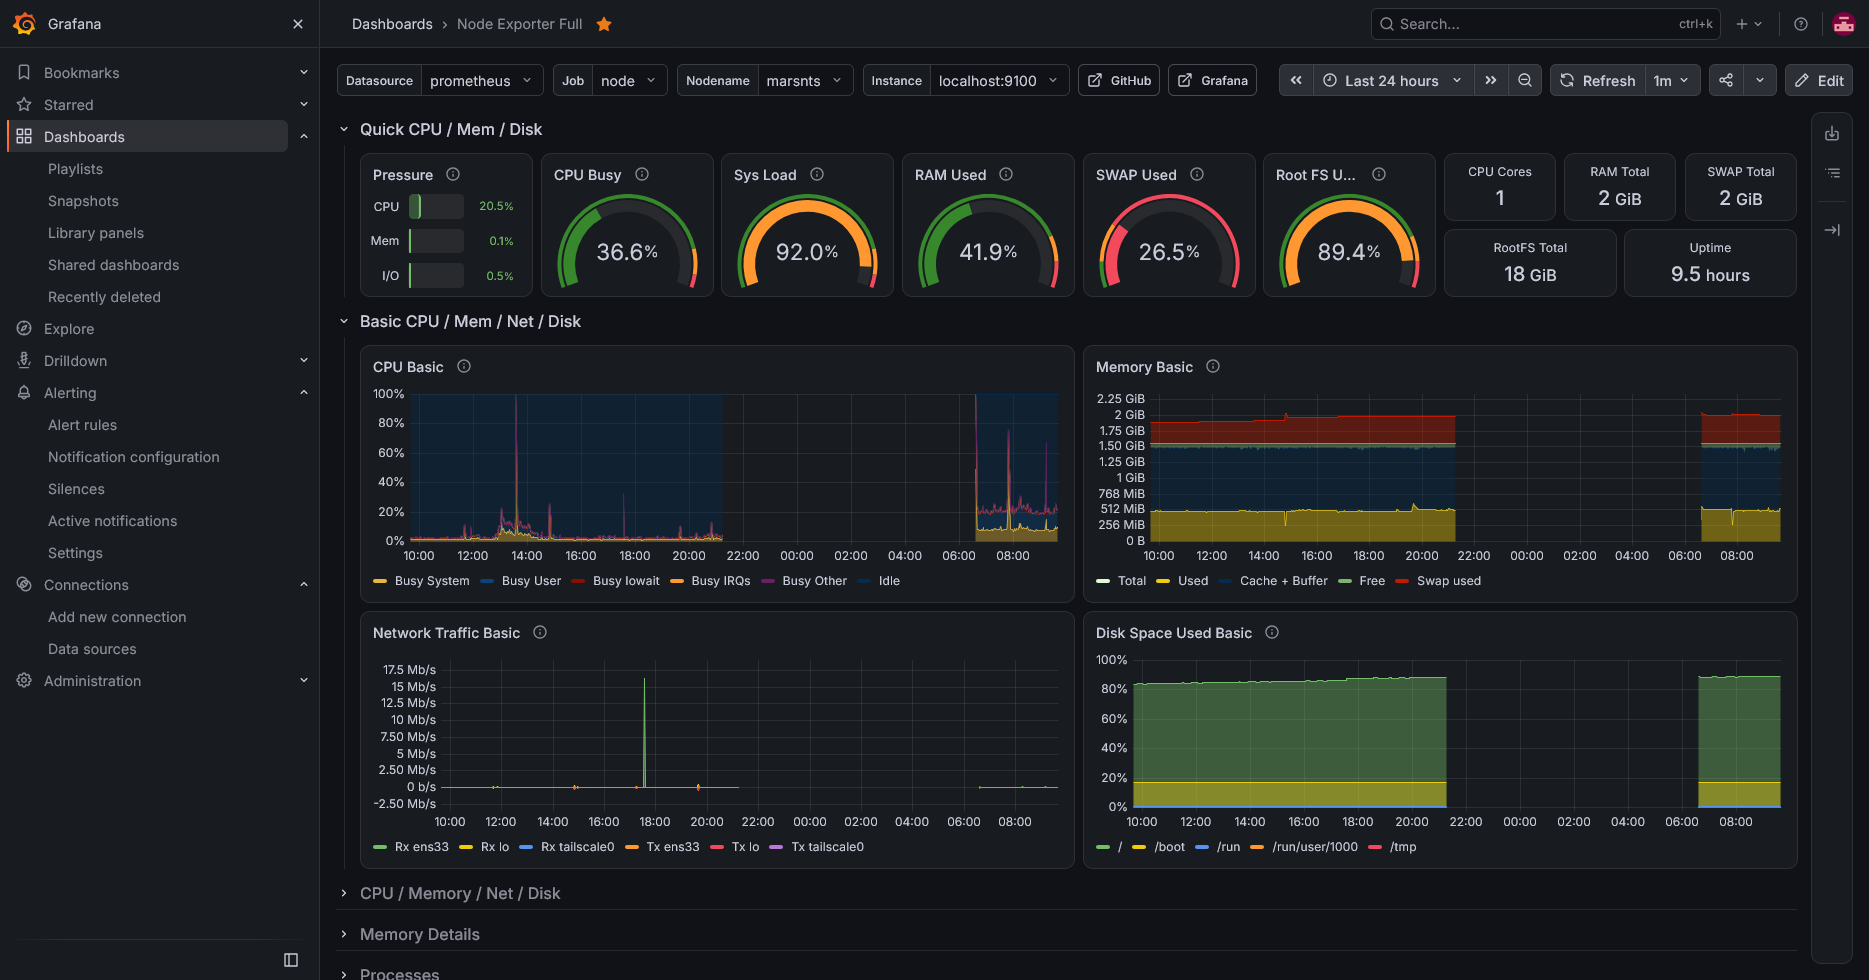 Grafana
Dashboards › Node Exporter Full
Search...
ctrl+k
Bookmarks
Starred
Dashboards
Playlists
Snapshots
Library panels
Shared dashboards
Recently deleted
Explore
Drilldown
Alerting
Alert rules
Notification configuration
Silences
Active notifications
Settings
Connections
Add new connection
Data sources
Administration
Datasource prometheus
Job node
Nodename marsnts
Instance localhost:9100
GitHub
Grafana
Last 24 hours
Refresh 1m
Edit
Quick CPU / Mem / Disk
Pressure
CPU 20.5%
Mem 0.1%
I/O 0.5%
CPU Busy
36.6%
Sys Load
92.0%
RAM Used
41.9%
SWAP Used
26.5%
Root FS U...
89.4%
CPU Cores
1
RAM Total
2 GiB
SWAP Total
2 GiB
RootFS Total
18 GiB
Uptime
9.5 hours
Basic CPU / Mem / Net / Disk
CPU Basic
100%
80%
60%
40%
20%
0%
10:00 12:00 14:00 16:00 18:00 20:00 22:00 00:00 02:00 04:00 06:00 08:00
Busy System Busy User Busy Iowait Busy IRQs Busy Other Idle
Memory Basic
2.25 GiB
2 GiB
1.75 GiB
1.50 GiB
1.25 GiB
1 GiB
768 MiB
512 MiB
256 MiB
0 B
10:00 12:00 14:00 16:00 18:00 20:00 22:00 00:00 02:00 04:00 06:00 08:00
Total Used Cache + Buffer Free Swap used
Network Traffic Basic
17.5 Mb/s
15 Mb/s
12.5 Mb/s
10 Mb/s
7.50 Mb/s
5 Mb/s
2.50 Mb/s
0 b/s
-2.50 Mb/s
10:00 12:00 14:00 16:00 18:00 20:00 22:00 00:00 02:00 04:00 06:00 08:00
Rx ens33 Rx lo Rx tailscale0 Tx ens33 Tx lo Tx tailscale0
Disk Space Used Basic
100%
80%
60%
40%
20%
0%
10:00 12:00 14:00 16:00 18:00 20:00 22:00 00:00 02:00 04:00 06:00 08:00
/ /boot /run /run/user/1000 /tmp
CPU / Memory / Net / Disk
Memory Details
Processes